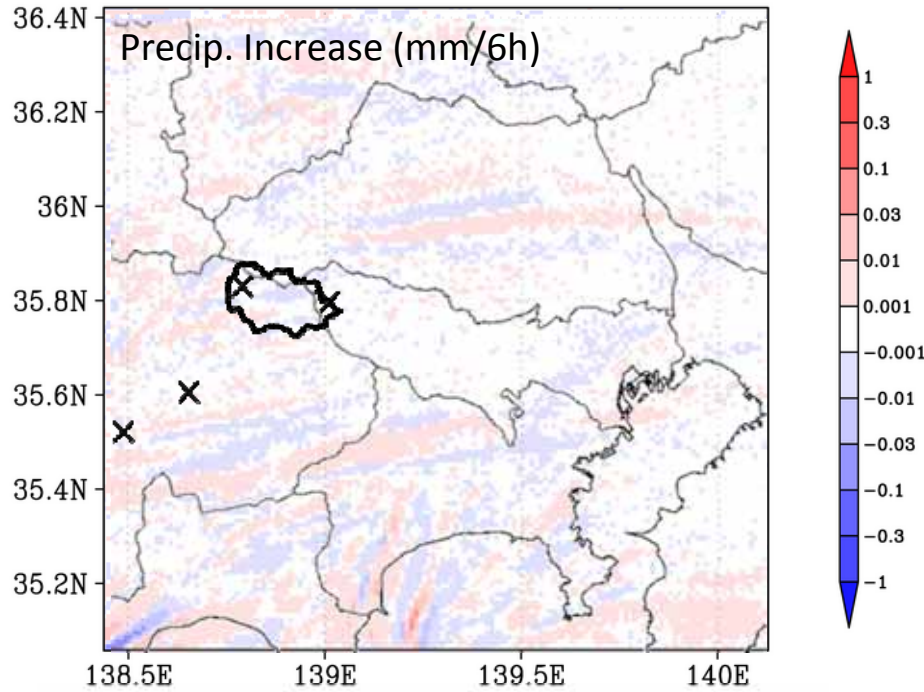 Precip. Increase (mm/6h)
36.4N
36.2N
36N
35.8N
35.6N
35.4N
35.2N
138.5E 139E 139.5E 140E
1
0.3
0.1
0.03
0.01
0.001
-0.001
-0.01
-0.03
-0.1
-0.3
-1